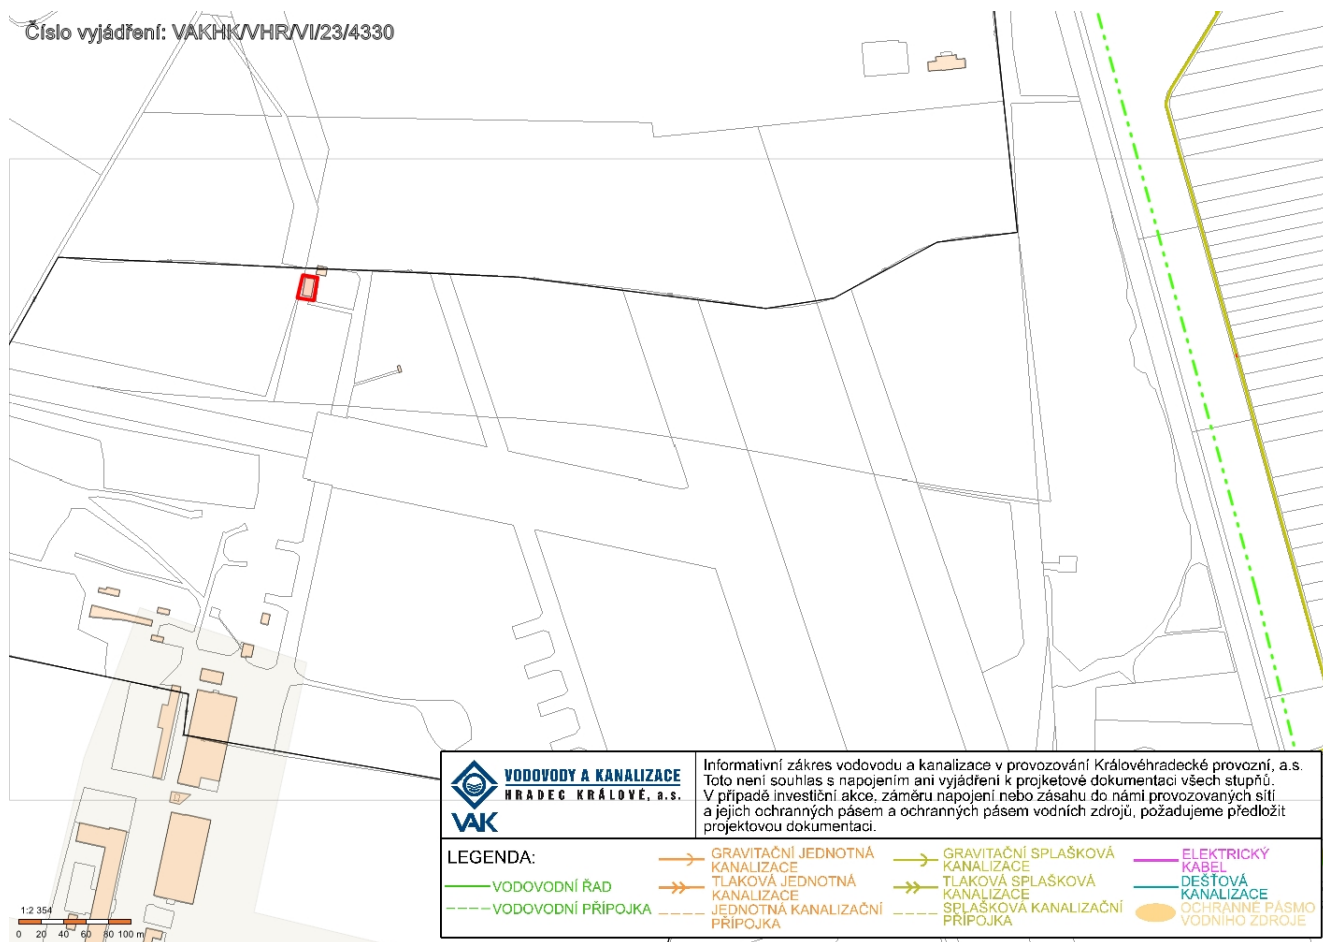 Číslo vyjádření: VAKHK/VHR/VI/23/4330
VODOVODY A KANALIZACE
HRADEC KRÁLOVÉ, a.s.
VAK
Informativní zákres vodovodu a kanalizace v provozování Královéhradecké provozní, a.s.
Toto není souhlas s napojením ani vyjádření k projketové dokumentaci všech stupňů.
V případě investiční akce, záměru napojení nebo zásahu do námi provozovaných sítí
a jejich ochranných pásem a ochranných pásem vodních zdrojů, požadujeme předložit
projektovou dokumentaci.
LEGENDA:
VODOVODNÍ ŘAD
VODOVODNÍ PŘÍPOJKA
GRAVITAČNÍ JEDNOTNÁ
KANALIZACE
TLAKOVÁ JEDNOTNÁ
KANALIZACE
JEDNOTNÁ KANALIZAČNÍ
PŘÍPOJKA
GRAVITAČNÍ SPLAŠKOVÁ
KANALIZACE
TLAKOVÁ SPLAŠKOVÁ
KANALIZACE
SPLAŠKOVÁ KANALIZAČNÍ
PŘÍPOJKA
ELEKTRICKÝ
KABEL
DEŠŤOVÁ
KANALIZACE
OCHRANNÉ PÁSMO
VODNÍHO ZDROJE
1:2 354
0 20 40 60 80 100 m